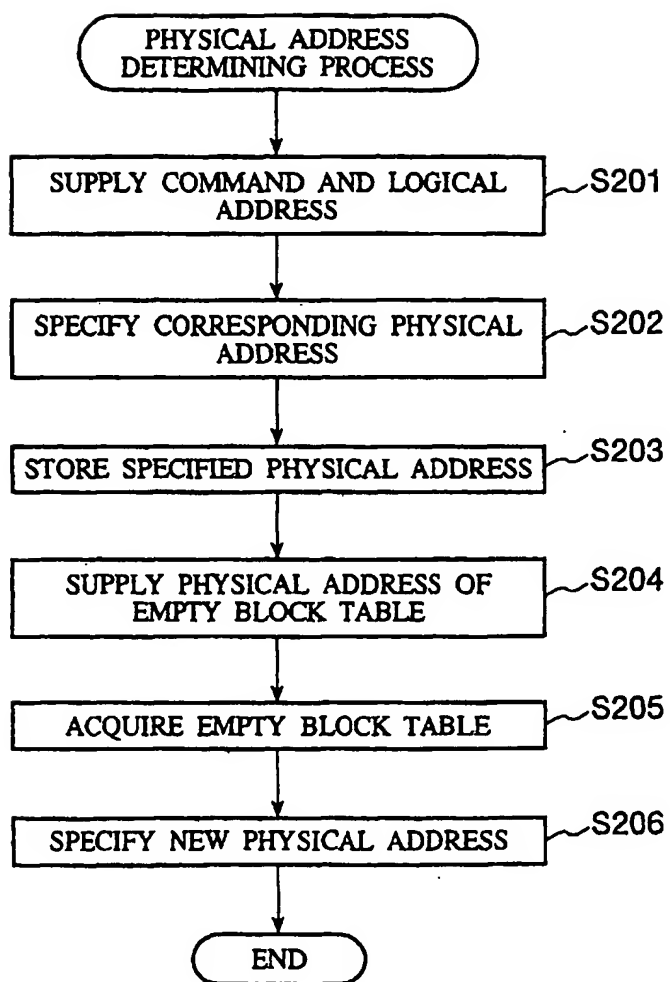 PHYSICAL ADDRESS
DETERMINING PROCESS
SUPPLY COMMAND AND LOGICAL
ADDRESS
S201
SPECIFY CORRESPONDING PHYSICAL
ADDRESS
S202
STORE SPECIFIED PHYSICAL ADDRESS
S203
SUPPLY PHYSICAL ADDRESS OF
EMPTY BLOCK TABLE
S204
ACQUIRE EMPTY BLOCK TABLE
S205
SPECIFY NEW PHYSICAL ADDRESS
S206
END